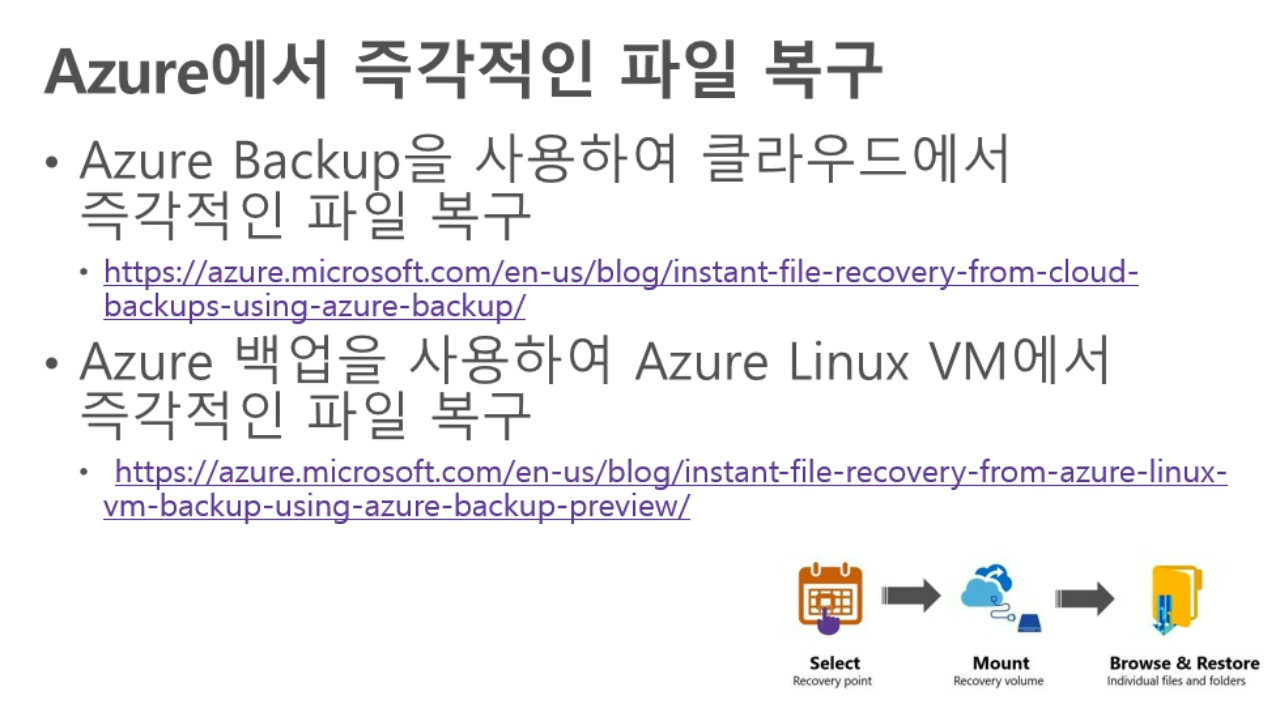 Azure에서 즉각적인 파일 복구
• Azure Backup을 사용하여 클라우드에서
즉각적인 파일 복구
• https://azure.microsoft.com/en-us/blog/instant-file-recovery-from-cloud-
backups-using-azure-backup/
• Azure 백업을 사용하여 Azure Linux VM에서
즉각적인 파일 복구
• https://azure.microsoft.com/en-us/blog/instant-file-recovery-from-azure-linux-
vm-backup-using-azure-backup-preview/
Select
Recovery point
Mount
Recovery volume
Browse & Restore
Individual files and folders